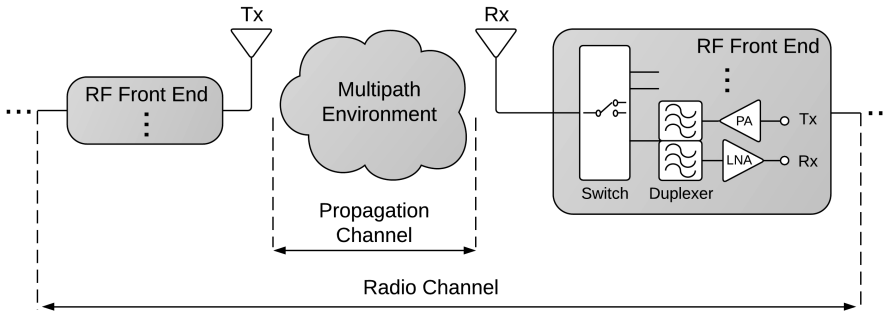 Tx
Rx
RF Front End
Multipath
Environment
RF Front End
PA
Tx
LNA
Rx
Switch
Duplexer
Propagation
Channel
Radio Channel